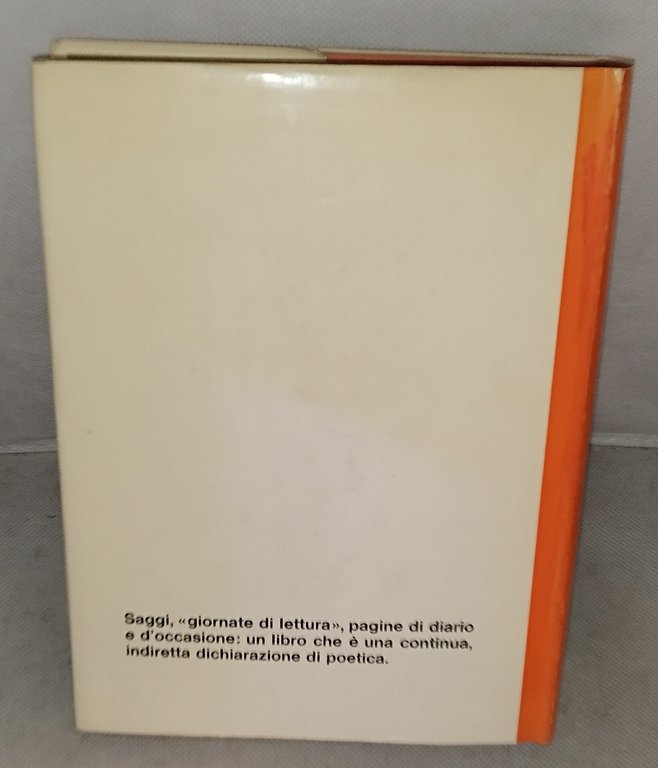 Saggi, «giornate di lettura», pagine di diario
e d'occasione: un libro che è una continua,
indiretta dichiarazione di poetica.